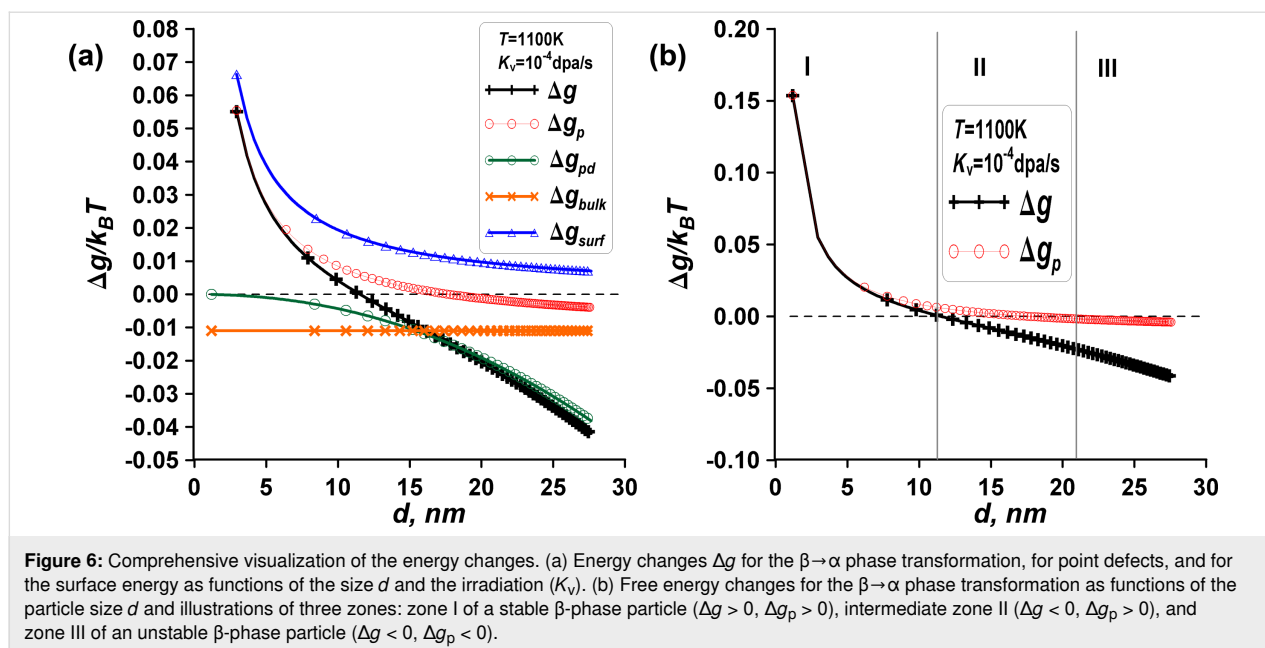 (a)
0.08
0.07
0.06
0.05
0.04
0.03
0.02
0.01
0.00
-0.01
-0.02
-0.03
-0.04
-0.05
Δg/k_BT
0 5 10 15 20 25 30
d, nm
T=1100K
K_v=10⁻⁴dpa/s
Δg
Δg_p
Δg_pd
Δg_bulk
Δg_surf
(b)
0.20
0.15
0.10
0.05
0.00
-0.05
-0.10
Δg/k_BT
0 5 10 15 20 25 30
d, nm
I II III
T=1100K
K_v=10⁻⁴dpa/s
Δg
Δg_p
Figure 6: Comprehensive visualization of the energy changes. (a) Energy changes Δg for the β→α phase transformation, for point defects, and for
the surface energy as functions of the size d and the irradiation (K_v). (b) Free energy changes for the β→α phase transformation as functions of the
particle size d and illustrations of three zones: zone I of a stable β-phase particle (Δg > 0, Δg_p > 0), intermediate zone II (Δg < 0, Δg_p > 0), and
zone III of an unstable β-phase particle (Δg < 0, Δg_p < 0).